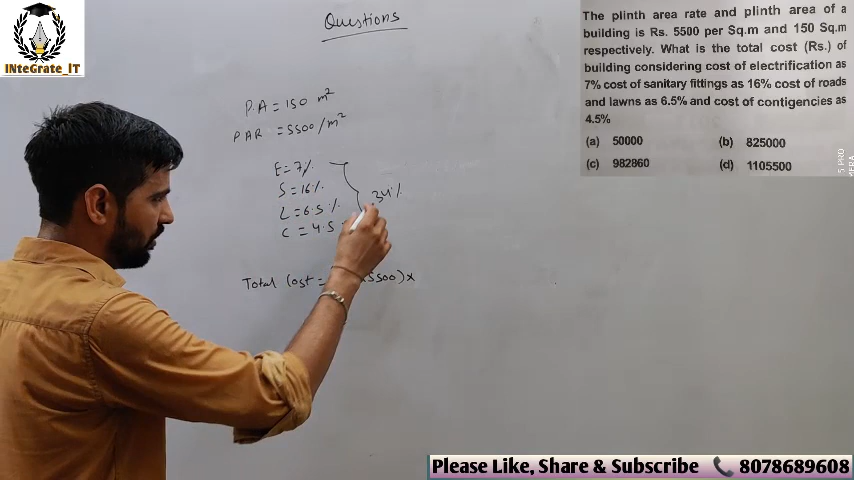 INteGrate_IT
Questions
P.A = 150 m²
PAR = 5500/m²
E = 7%
S = 16%
L = 6.5%
C = 4.5
34%
Total Cost =
5500) x
The plinth area rate and plinth area of a
building is Rs. 5500 per Sq.m and 150 Sq.m
respectively. What is the total cost (Rs.) of
building considering cost of electrification as
7% cost of sanitary fittings as 16% cost of roads
and lawns as 6.5% and cost of contigencies as
4.5%
(a) 50000 (b) 825000
(c) 982860 (d) 1105500
Please Like, Share & Subscribe 8078689608